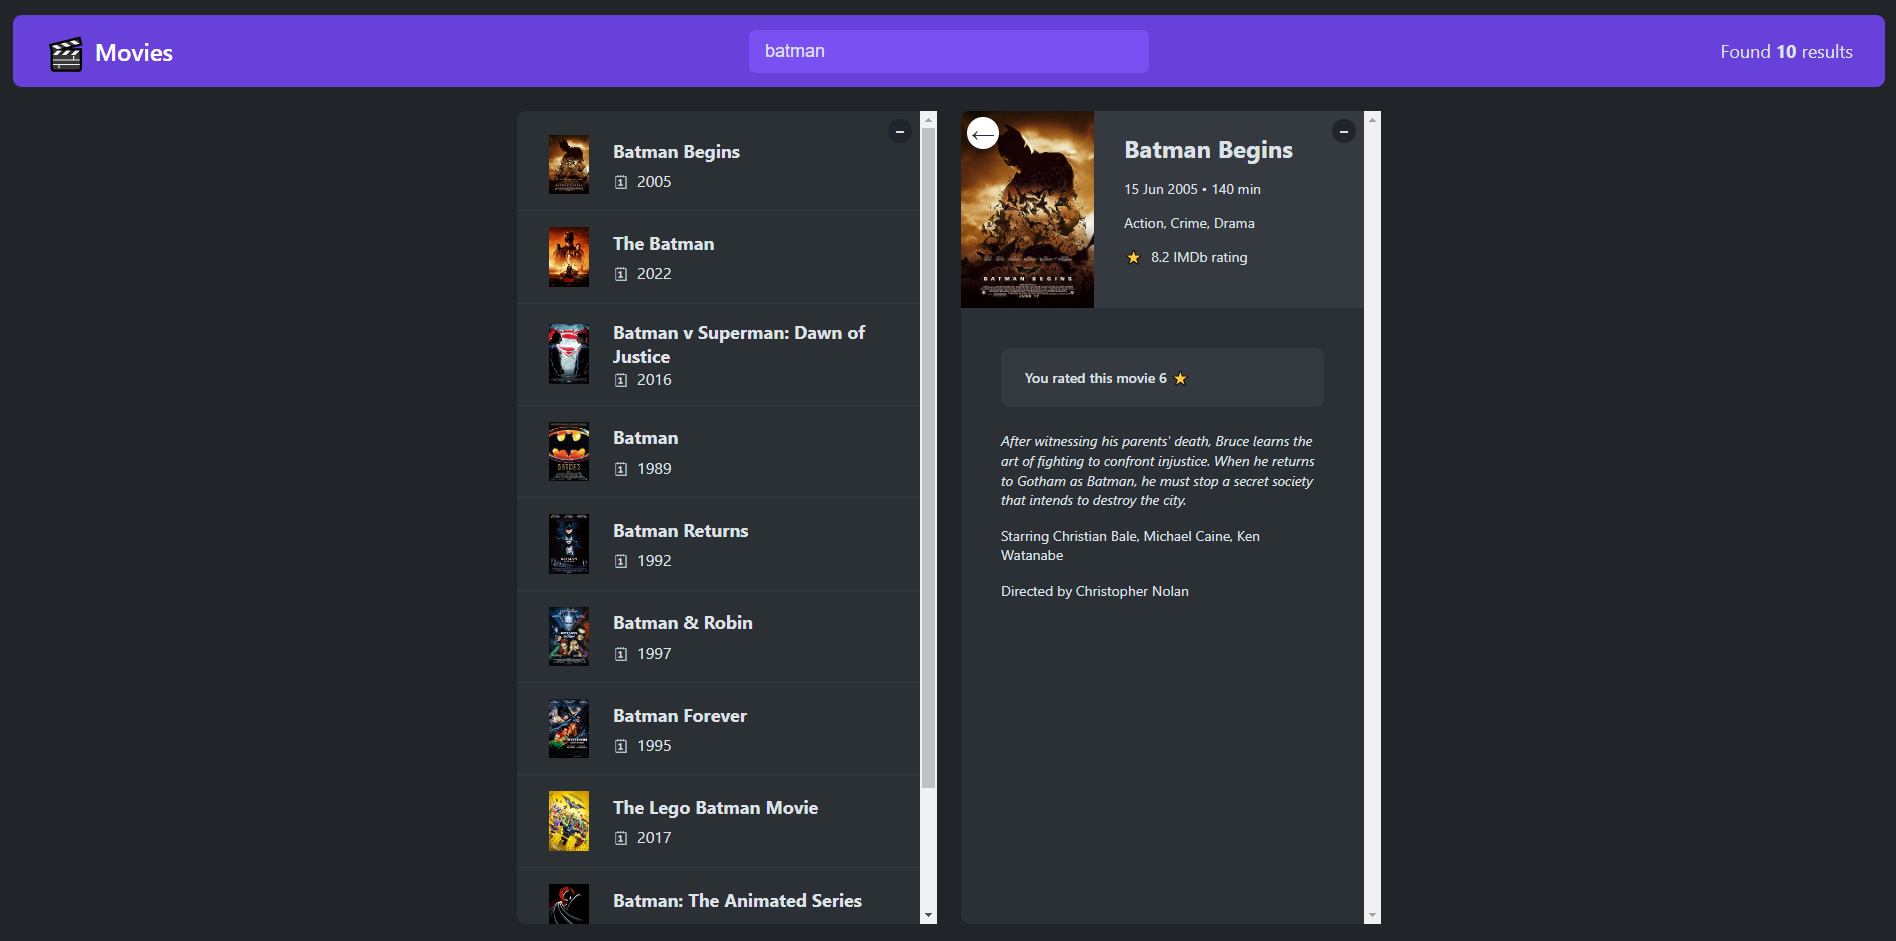 Movies
batman
Found 10 results
Batman Begins
2005
The Batman
2022
Batman v Superman: Dawn of
Justice
2016
Batman
1989
Batman Returns
1992
Batman & Robin
1997
Batman Forever
1995
The Lego Batman Movie
2017
Batman: The Animated Series
BATMAN BEGINS
JUNE 17
Batman Begins
15 Jun 2005 • 140 min
Action, Crime, Drama
8.2 IMDb rating
You rated this movie 6
After witnessing his parents' death, Bruce learns the
art of fighting to confront injustice. When he returns
to Gotham as Batman, he must stop a secret society
that intends to destroy the city.
Starring Christian Bale, Michael Caine, Ken
Watanabe
Directed by Christopher Nolan